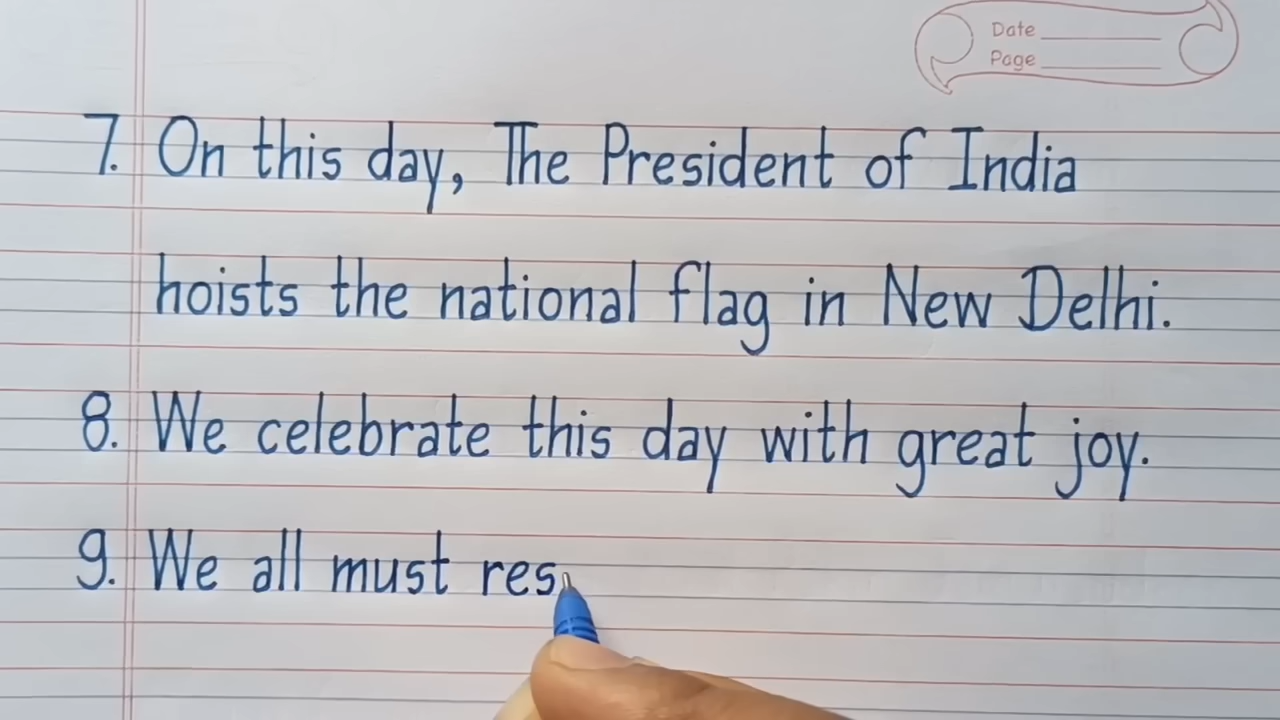 Date
Page
7. On this day, The President of India
hoists the national flag in New Delhi.
8. We celebrate this day with great joy.
9. We all must res